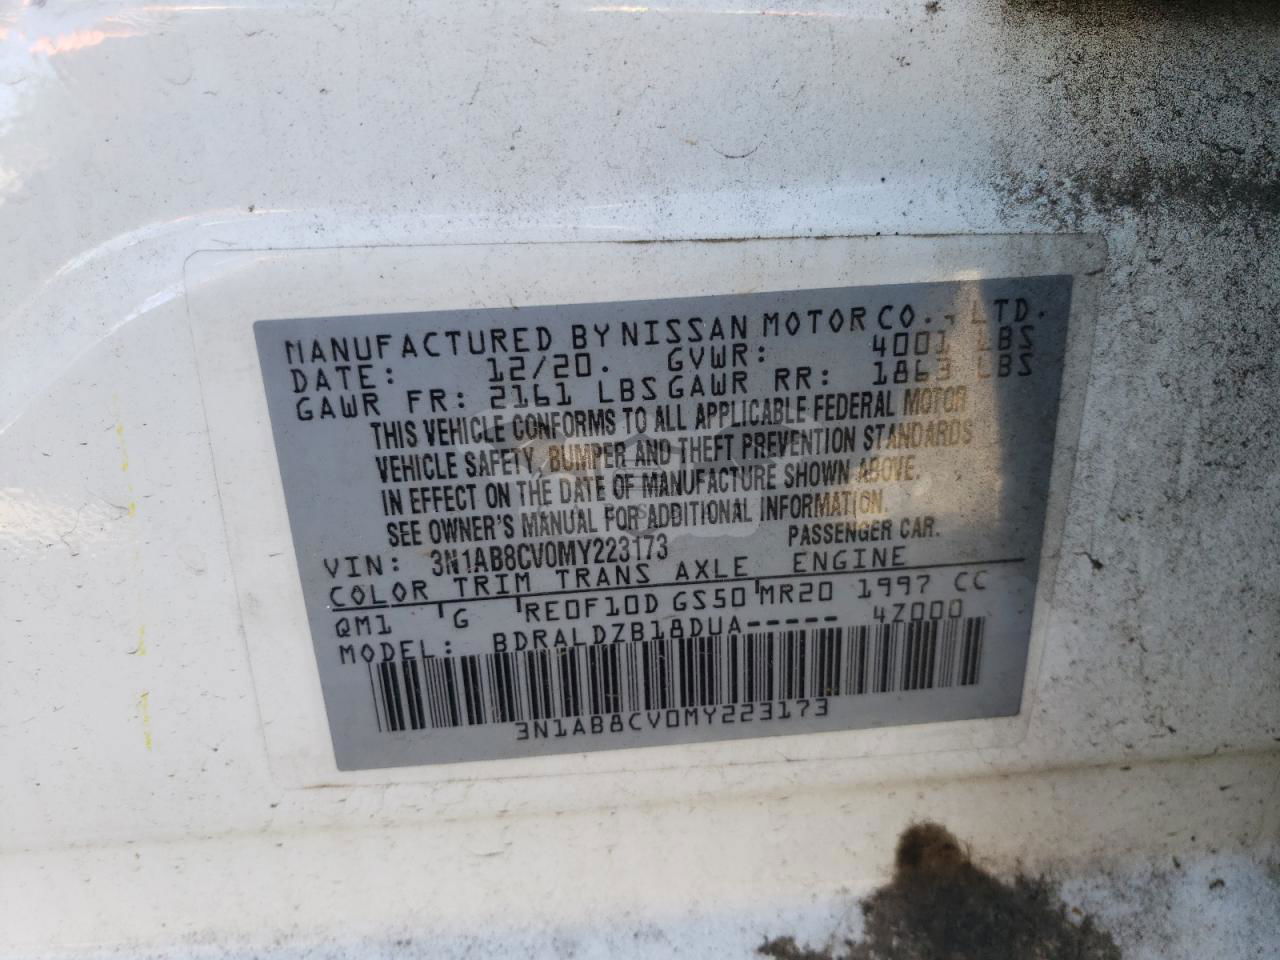 MANUFACTURED BY NISSAN MOTOR CO., LTD.
DATE: 12/20. GVWR: 4001 LBS
GAWR FR: 2161 LBS GAWR RR: 1863 LBS
THIS VEHICLE CONFORMS TO ALL APPLICABLE FEDERAL MOTOR
VEHICLE SAFETY, BUMPER AND THEFT PREVENTION STANDARDS
IN EFFECT ON THE DATE OF MANUFACTURE SHOWN ABOVE.
SEE OWNER'S MANUAL FOR ADDITIONAL INFORMATION.
VIN: 3N1AB8CV0MY223173 PASSENGER CAR.
COLOR TRIM TRANS AXLE ENGINE
QM1 G RE0F10D GS50 MR20 1997 CC
MODEL: BDRALDZB18DUA----- 4Z000
3N1AB8CV0MY223173